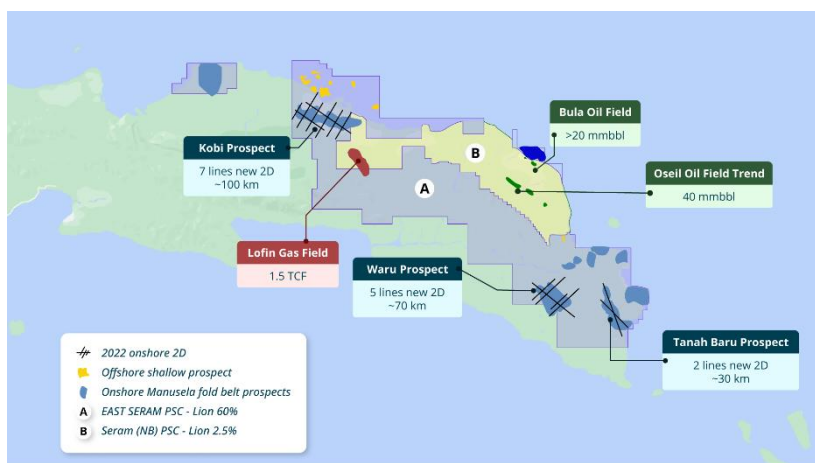 Bula Oil Field
>20 mmbbl
B
Kobi Prospect
7 lines new 2D
~100 km
Oseil Oil Field Trend
40 mmbbl
A
Lofin Gas Field
1.5 TCF
Waru Prospect
5 lines new 2D
~70 km
Tanah Baru Prospect
2 lines new 2D
~30 km
2022 onshore 2D
Offshore shallow prospect
Onshore Manusela fold belt prospects
A EAST SERAM PSC - Lion 60%
B Seram (NB) PSC - Lion 2.5%